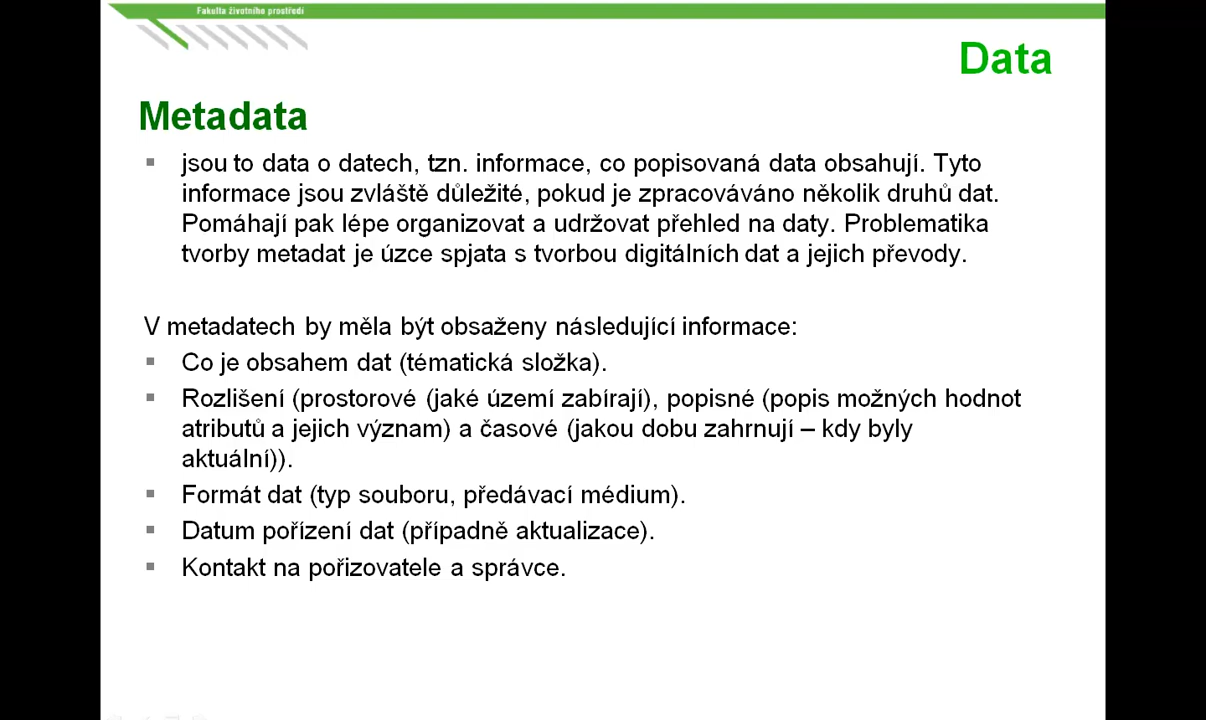 Fakulta životního prostředí
Data
Metadata
jsou to data o datech, tzn. informace, co popisovaná data obsahují. Tyto
informace jsou zvláště důležité, pokud je zpracováváno několik druhů dat.
Pomáhají pak lépe organizovat a udržovat přehled na daty. Problematika
tvorby metadat je úzce spjata s tvorbou digitálních dat a jejich převody.
V metadatech by měla být obsaženy následující informace:
Co je obsahem dat (tématická složka).
Rozlišení (prostorové (jaké území zabírají), popisné (popis možných hodnot
atributů a jejich význam) a časové (jakou dobu zahrnují – kdy byly
aktuální)).
Formát dat (typ souboru, předávací médium).
Datum pořízení dat (případně aktualizace).
Kontakt na pořizovatele a správce.